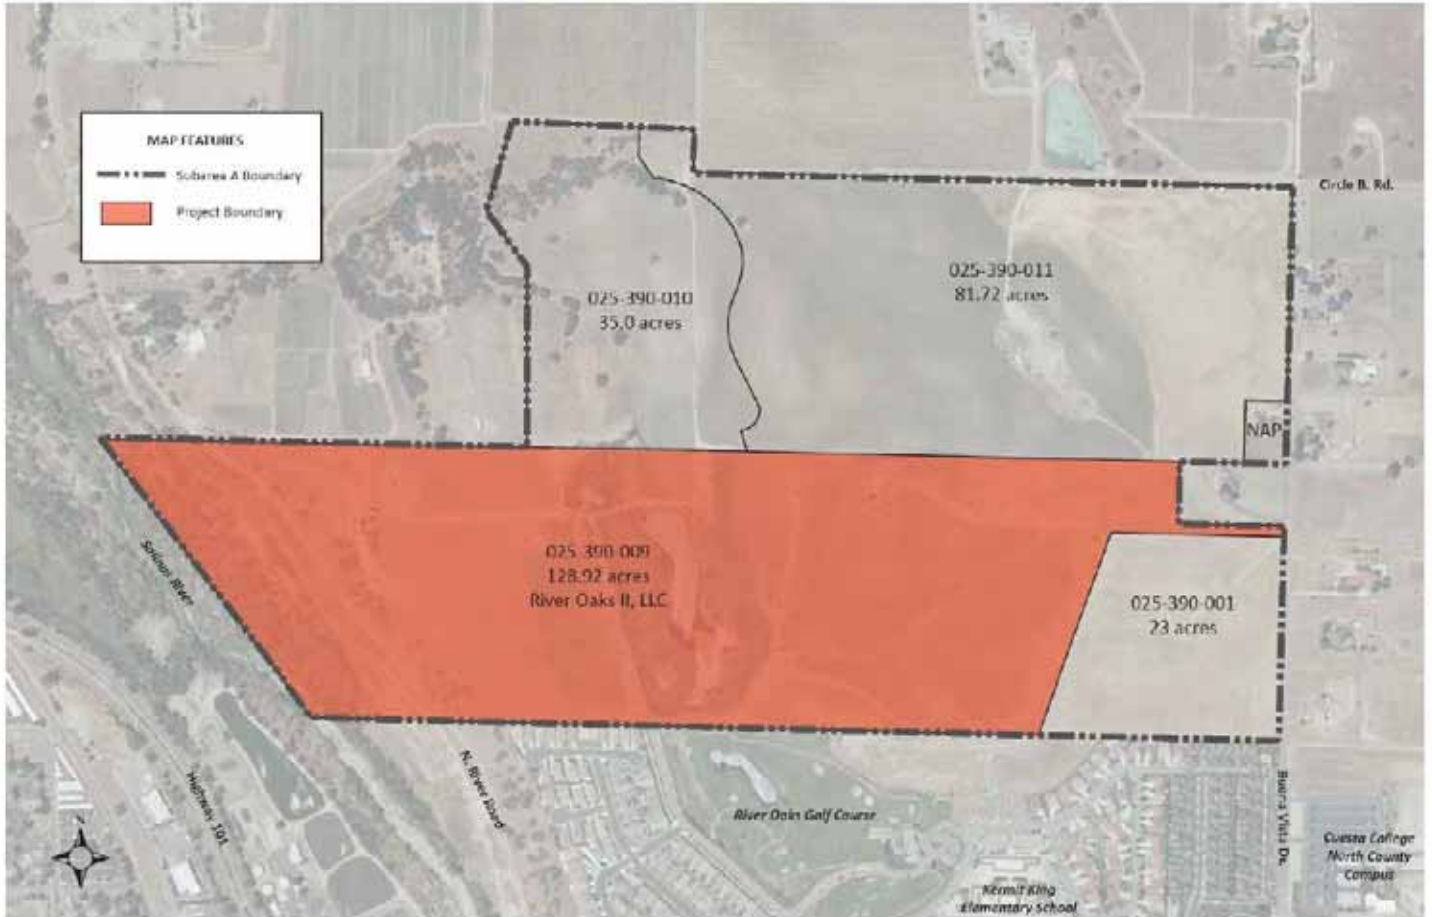 MAP FEATURES
Subarea A Boundary
Project Boundary
Circle B. Rd.
025-390-011
81.72 acres
025-390-010
35.0 acres
NAP
025-390-009
128.92 acres
River Oaks II, LLC
025-390-001
23 acres
Salinas River
N. River Road
Highway 101
River Oaks Golf Course
Buena Vista Dr.
Cuesta College
North County
Campus
Kermit King
Elementary School